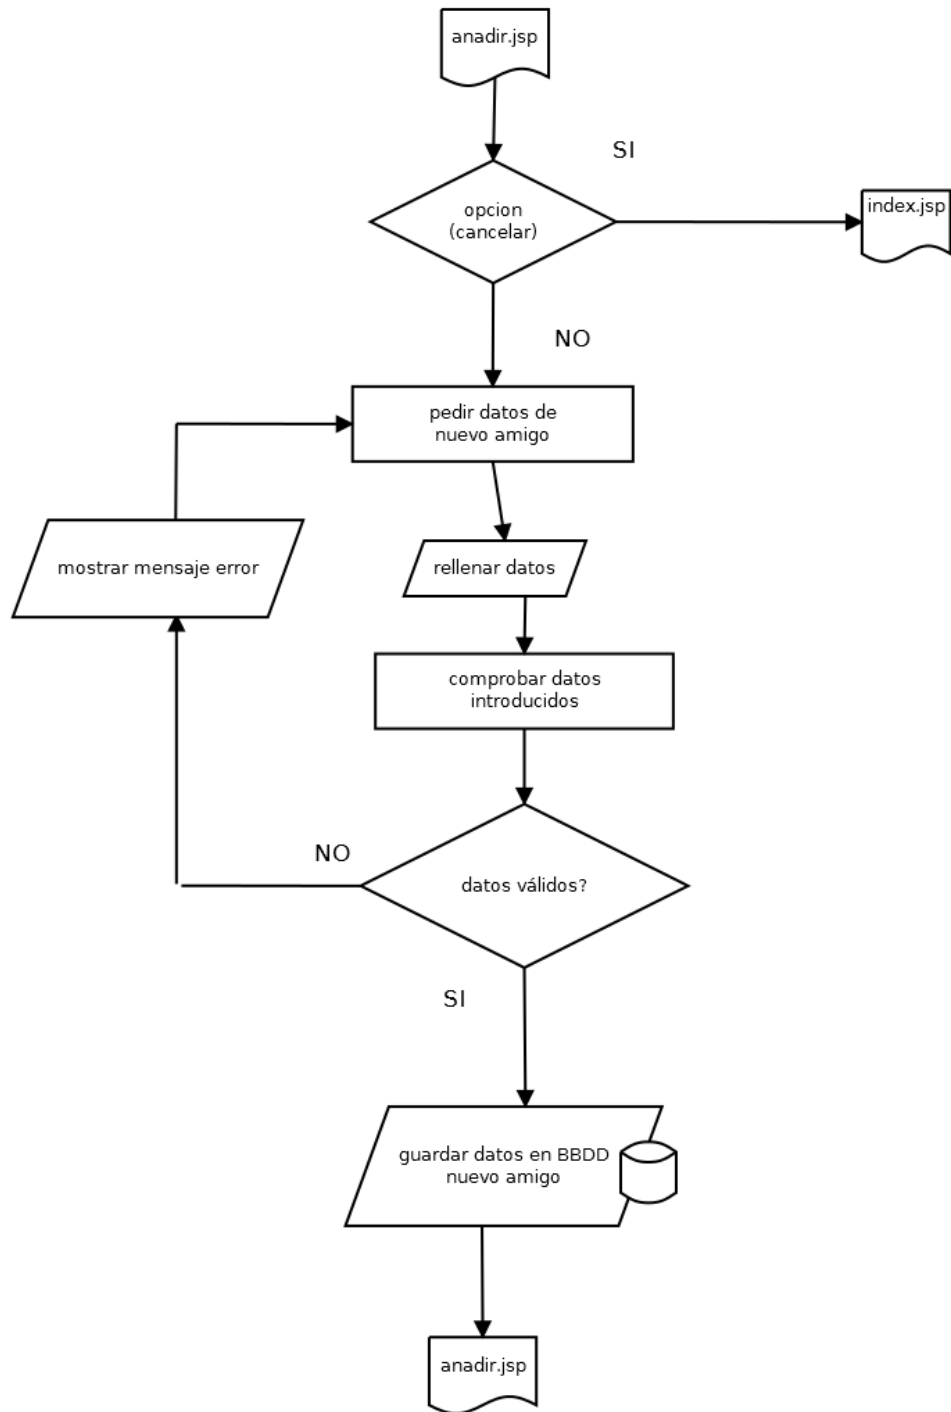 anadir.jsp
SI
index.jsp
opcion
(cancelar)
NO
pedir datos de
nuevo amigo
mostrar mensaje error
rellenar datos
comprobar datos
introducidos
NO
datos válidos?
SI
guardar datos en BBDD
nuevo amigo
anadir.jsp